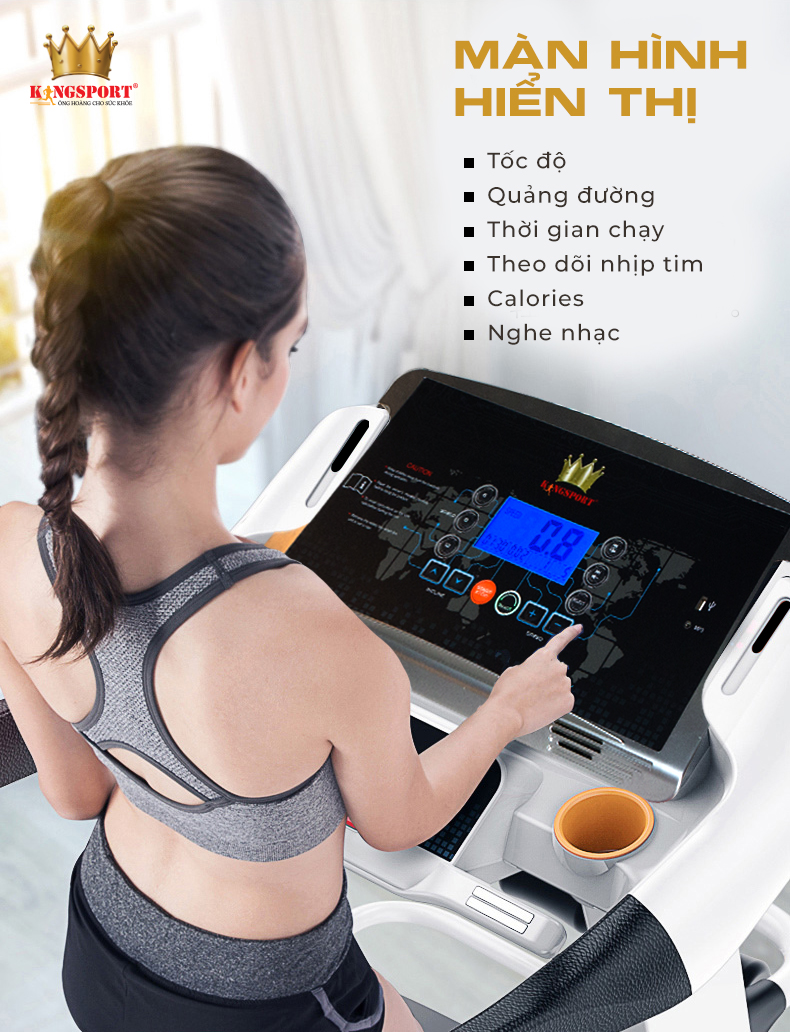 KINGSPORT®
ÔNG HOÀNG CHO SỨC KHỎE
MÀN HÌNH
HIỂN THỊ
Tốc độ
Quảng đường
Thời gian chạy
Theo dõi nhịp tim
Calories
Nghe nhạc
CAUTION
KINGSPORT
0.8
INCLINE
SPEED